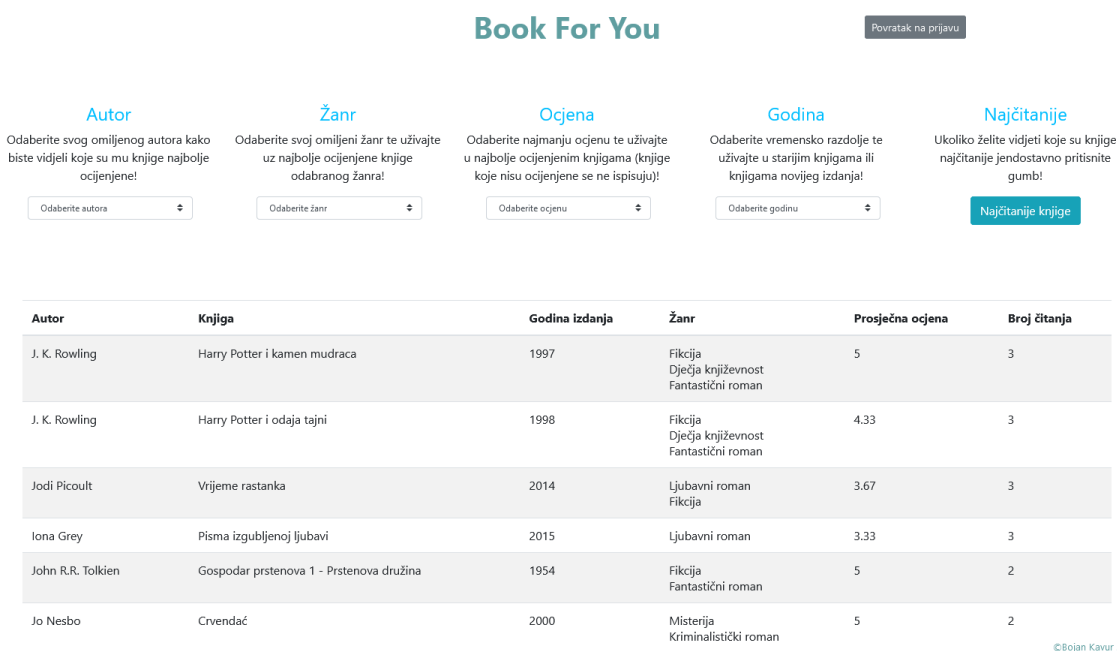 Book For You
Povratak na prijavu
Autor
Odaberite svog omiljenog autora kako
biste vidjeli koje su mu knjige najbolje
ocijenjene!
Odaberite autora
Žanr
Odaberite svoj omiljeni žanr te uživajte
uz najbolje ocijenjene knjige
odabranog žanra!
Odaberite žanr
Ocjena
Odaberite najmanju ocjenu te uživajte
u najbolje ocijenjenim knjigama (knjige
koje nisu ocijenjene se ne ispisuju)!
Odaberite ocjenu
Godina
Odaberite vremensko razdolje te
uživajte u starijim knjigama ili
knjigama novijeg izdanja!
Odaberite godinu
Najčitanije
Ukoliko želite vidjeti koje su knjige
najčitanije jendostavno pritisnite
gumb!
Najčitanije knjige
Autor Knjiga Godina izdanja Žanr Prosječna ocjena Broj čitanja
J. K. Rowling Harry Potter i kamen mudraca 1997 Fikcija 5 3
Dječja književnost
Fantastični roman
J. K. Rowling Harry Potter i odaja tajni 1998 Fikcija 4.33 3
Dječja književnost
Fantastični roman
Jodi Picoult Vrijeme rastanka 2014 Ljubavni roman 3.67 3
Fikcija
Iona Grey Pisma izgubljenoj ljubavi 2015 Ljubavni roman 3.33 3
John R.R. Tolkien Gospodar prstenova 1 - Prstenova družina 1954 Fikcija 5 2
Fantastični roman
Jo Nesbo Crvendać 2000 Misterija 5 2
Kriminalistički roman
©Bojan Kavur